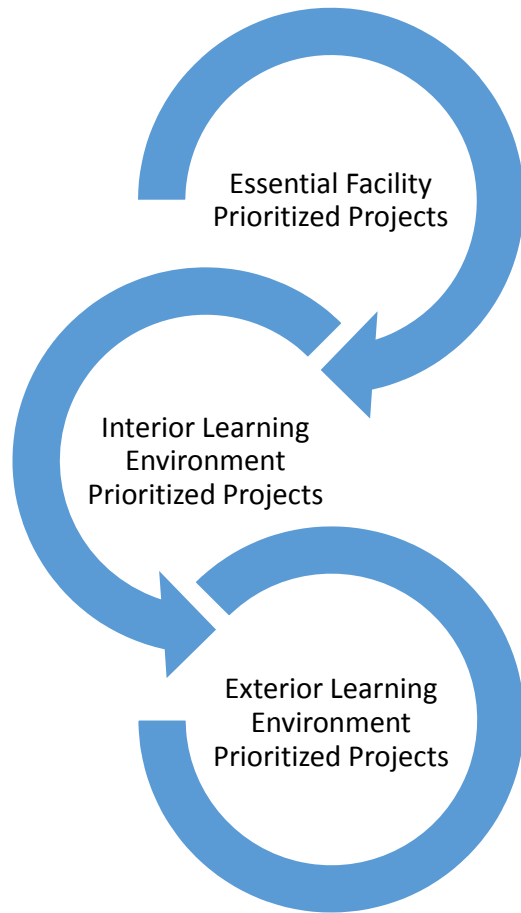 Essential Facility
Prioritized Projects
Interior Learning
Environment
Prioritized Projects
Exterior Learning
Environment
Prioritized Projects